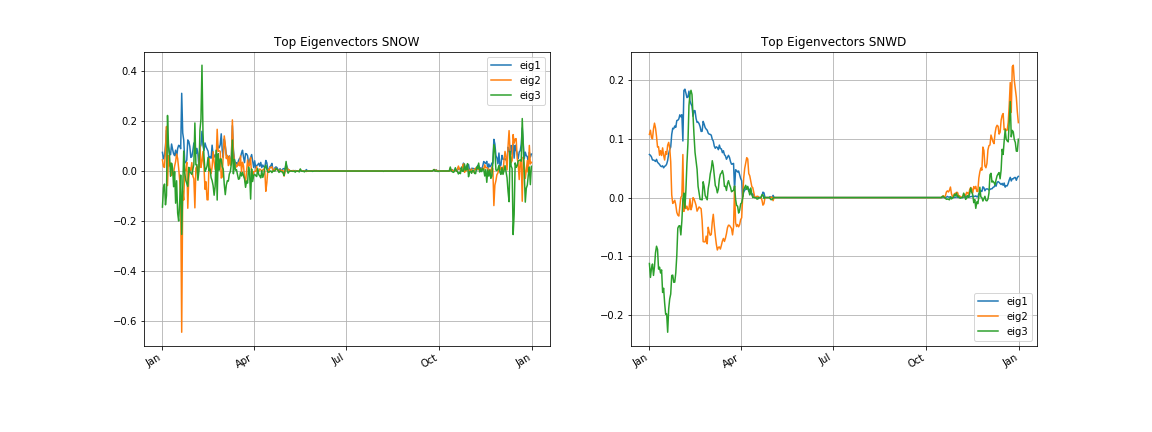 Top Eigenvectors SNOW
0.4
0.2
0.0
−0.2
−0.4
−0.6
Jan
Apr
Jul
Oct
Jan
eig1
eig2
eig3
Top Eigenvectors SNWD
0.2
0.1
0.0
−0.1
−0.2
Jan
Apr
Jul
Oct
Jan
eig1
eig2
eig3